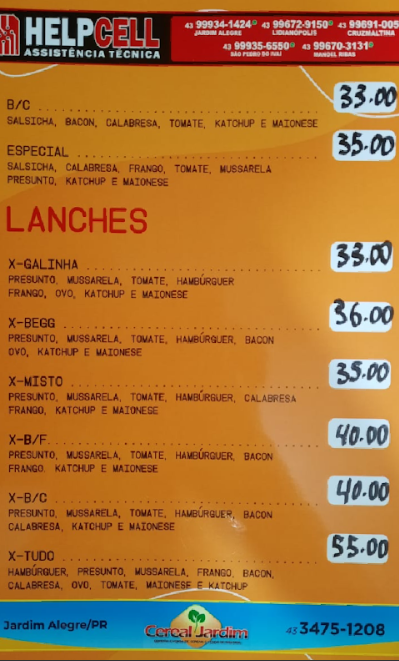 HELPCELL
ASSISTÊNCIA TÉCNICA
43 99934-1424 43 99672-9150 43 99691-005
JARDIM ALEGRE LIDIANÓPOLIS CRUZMALTINA
43 99935-5550 43 99670-3131
SÃO PEDRO DO IVAÍ MANOEL RIBAS
B/C 33.00
SALSICHA, BACON, CALABRESA, TOMATE, KATCHUP E MAIONESE
ESPECIAL 35.00
SALSICHA, CALABRESA, FRANGO, TOMATE, MUSSARELA
PRESUNTO, KATCHUP E MAIONESE
LANCHES
X-GALINHA 33.00
PRESUNTO, MUSSARELA, TOMATE, HAMBÚRGUER
FRANGO, OVO, KATCHUP E MAIONESE
X-BEGG 36.00
PRESUNTO, MUSSARELA, TOMATE, HAMBÚRGUER, BACON
OVO, KATCHUP E MAIONESE
X-MISTO 35.00
PRESUNTO, MUSSARELA, TOMATE, HAMBÚRGUER, CALABRESA
FRANGO, KATCHUP E MAIONESE
X-B/F 40.00
PRESUNTO, MUSSARELA, TOMATE, HAMBÚRGUER, BACON
FRANGO. KATCHUP E MAIONESE
X-B/C 40.00
PRESUNTO, MUSSARELA, TOMATE, HAMBÚRGUER, BACON
CALABRESA, KATCHUP E MAIONESE
X-TUDO 55.00
HAMBÚRGUER, PRESUNTO, MUSSARELA, FRANGO, BACON,
CALABRESA, OVO, TOMATE, MAIONESE E KATCHUP
Jardim Alegre/PR Cereal Jardim 43 3475-1208